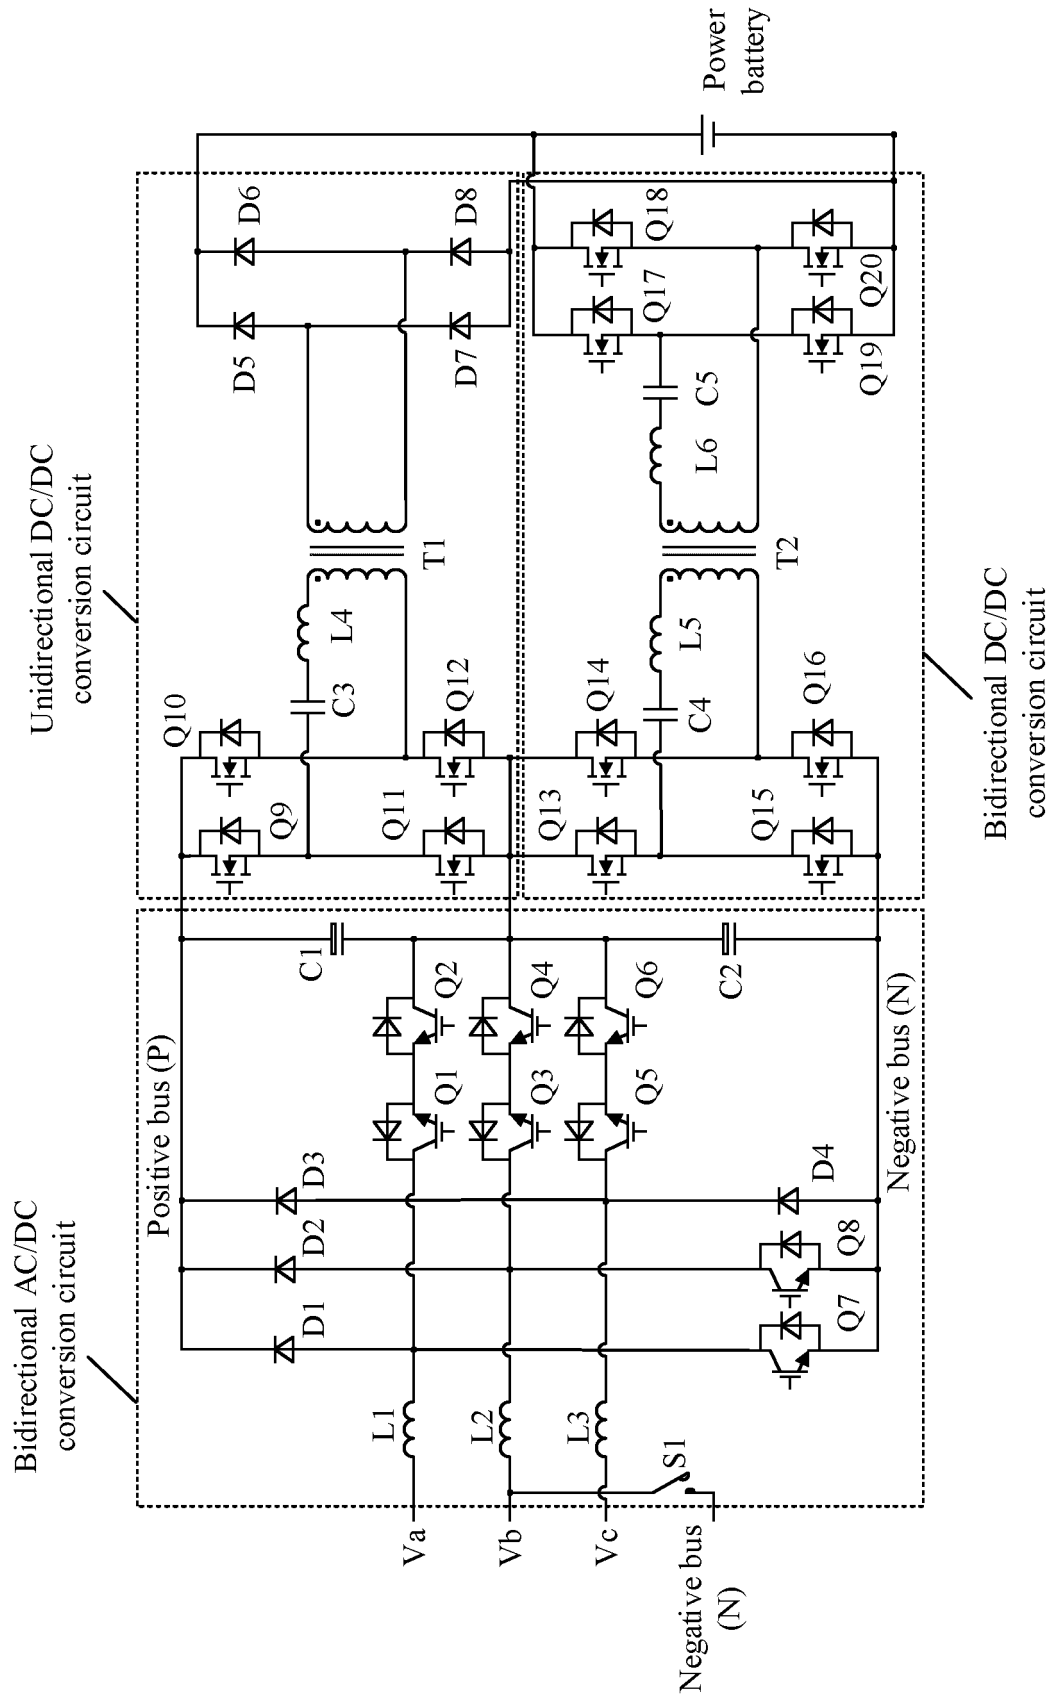 Bidirectional AC/DC
conversion circuit
Unidirectional DC/DC
conversion circuit
Bidirectional DC/DC
conversion circuit
Positive bus (P)
Negative bus (N)
Negative bus
(N)
Power
battery
Va
Vb
Vc
S1
L1
L2
L3
D1
D2
D3
D4
Q7
Q8
Q1
Q2
Q3
Q4
Q5
Q6
C1
C2
Q9
Q10
Q11
Q12
C3
L4
T1
D5
D6
D7
D8
Q13
Q14
Q15
Q16
C4
L5
T2
L6
C5
Q17
Q18
Q19
Q20